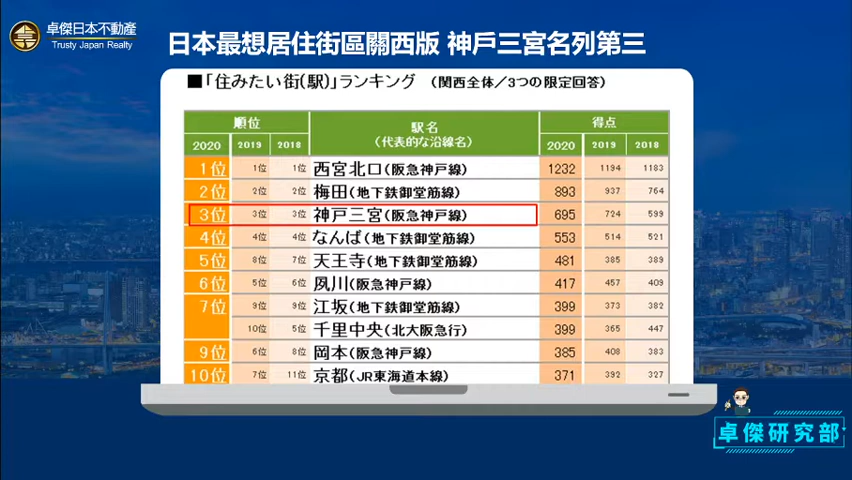 卓傑日本不動產
Trusty Japan Realty
日本最想居住街區關西版 神戶三宮名列第三
■「住みたい街(駅)」ランキング (関西全体/3つの限定回答)
順位 駅名 (代表的な沿線名) 得点
2020 2019 2018 2020 2019 2018
1位 1位 1位 西宮北口(阪急神戸線) 1232 1194 1183
2位 2位 2位 梅田(地下鉄御堂筋線) 893 937 764
3位 3位 3位 神戸三宮(阪急神戸線) 695 724 599
4位 4位 4位 なんば(地下鉄御堂筋線) 553 514 521
5位 8位 7位 天王寺(地下鉄御堂筋線) 481 385 389
6位 5位 6位 夙川(阪急神戸線) 417 457 409
7位 9位 9位 江坂(地下鉄御堂筋線) 399 373 382
10位 5位 千里中央(北大阪急行) 399 365 447
9位 6位 8位 岡本(阪急神戸線) 385 408 383
10位 7位 11位 京都(JR東海道本線) 371 392 327
卓傑研究部